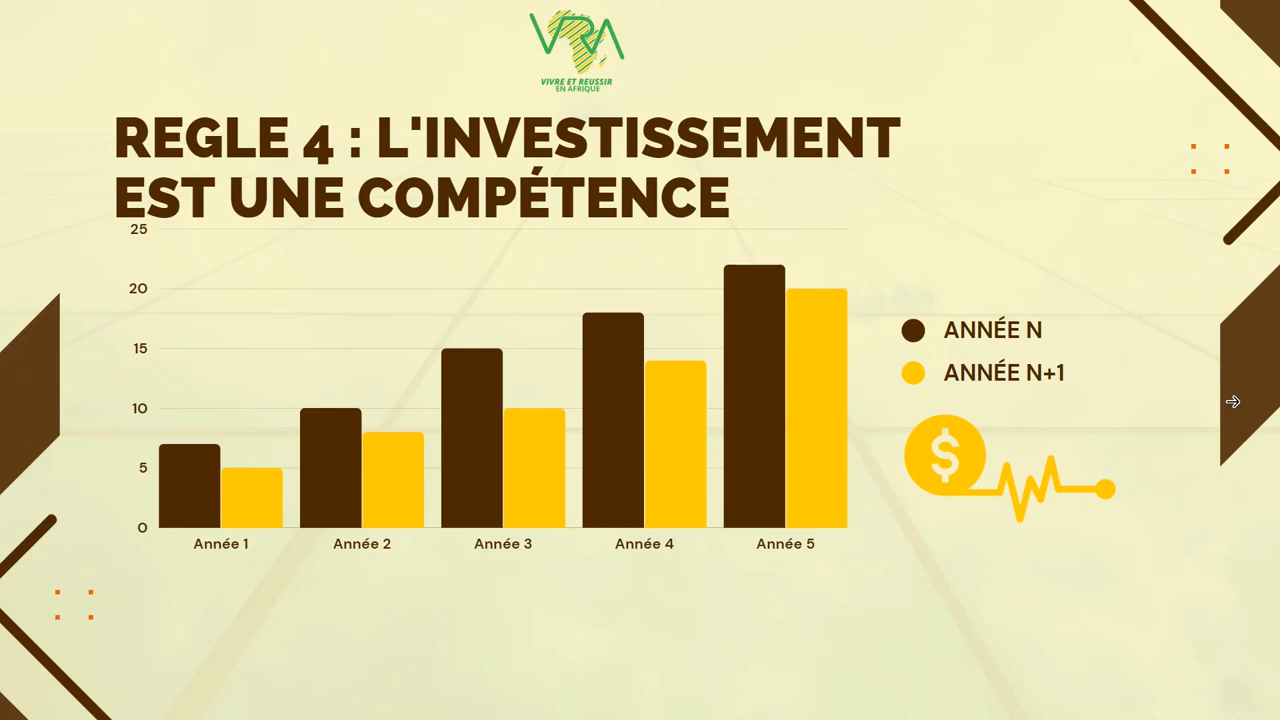 VRA
VIVRE ET REUSSIR
EN AFRIQUE
REGLE 4 : L'INVESTISSEMENT
EST UNE COMPÉTENCE
25
20
15
10
5
0
Année 1 Année 2 Année 3 Année 4 Année 5
ANNÉE N
ANNÉE N+1
$